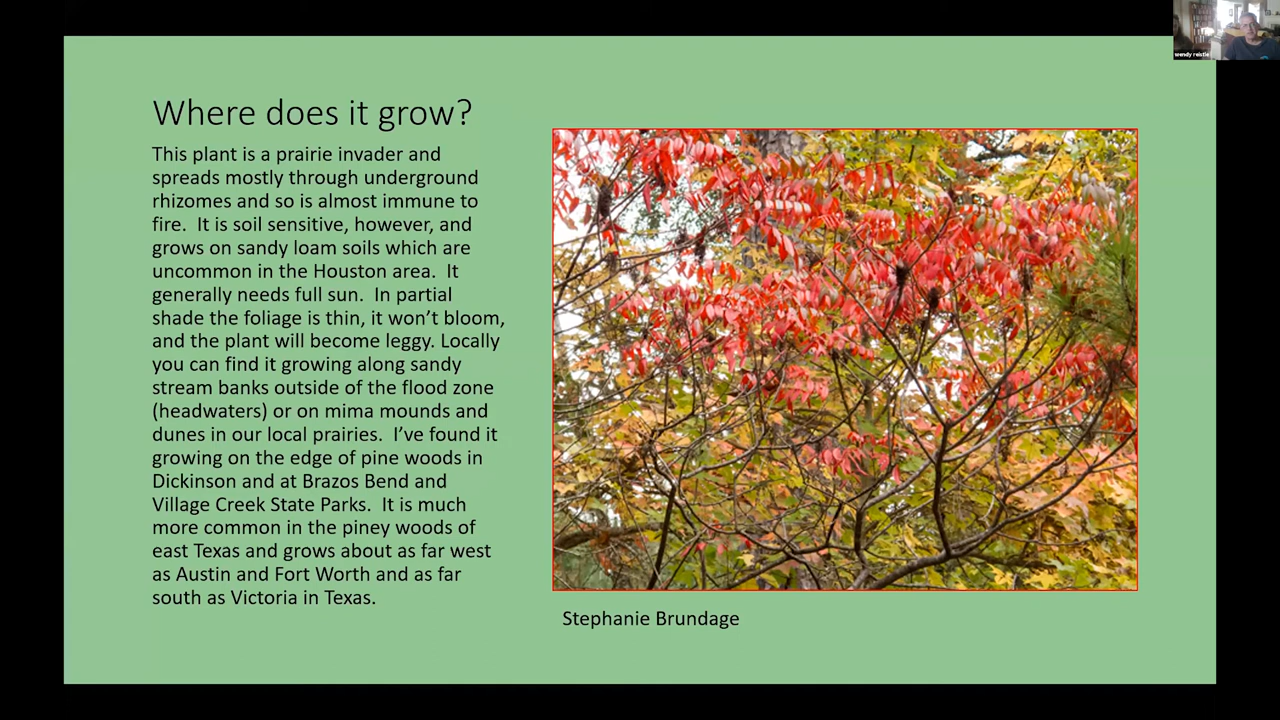 wendy reistle
Where does it grow?
This plant is a prairie invader and
spreads mostly through underground
rhizomes and so is almost immune to
fire.  It is soil sensitive, however, and
grows on sandy loam soils which are
uncommon in the Houston area.  It
generally needs full sun.  In partial
shade the foliage is thin, it won’t bloom,
and the plant will become leggy. Locally
you can find it growing along sandy
stream banks outside of the flood zone
(headwaters) or on mima mounds and
dunes in our local prairies.  I’ve found it
growing on the edge of pine woods in
Dickinson and at Brazos Bend and
Village Creek State Parks.  It is much
more common in the piney woods of
east Texas and grows about as far west
as Austin and Fort Worth and as far
south as Victoria in Texas.
Stephanie Brundage